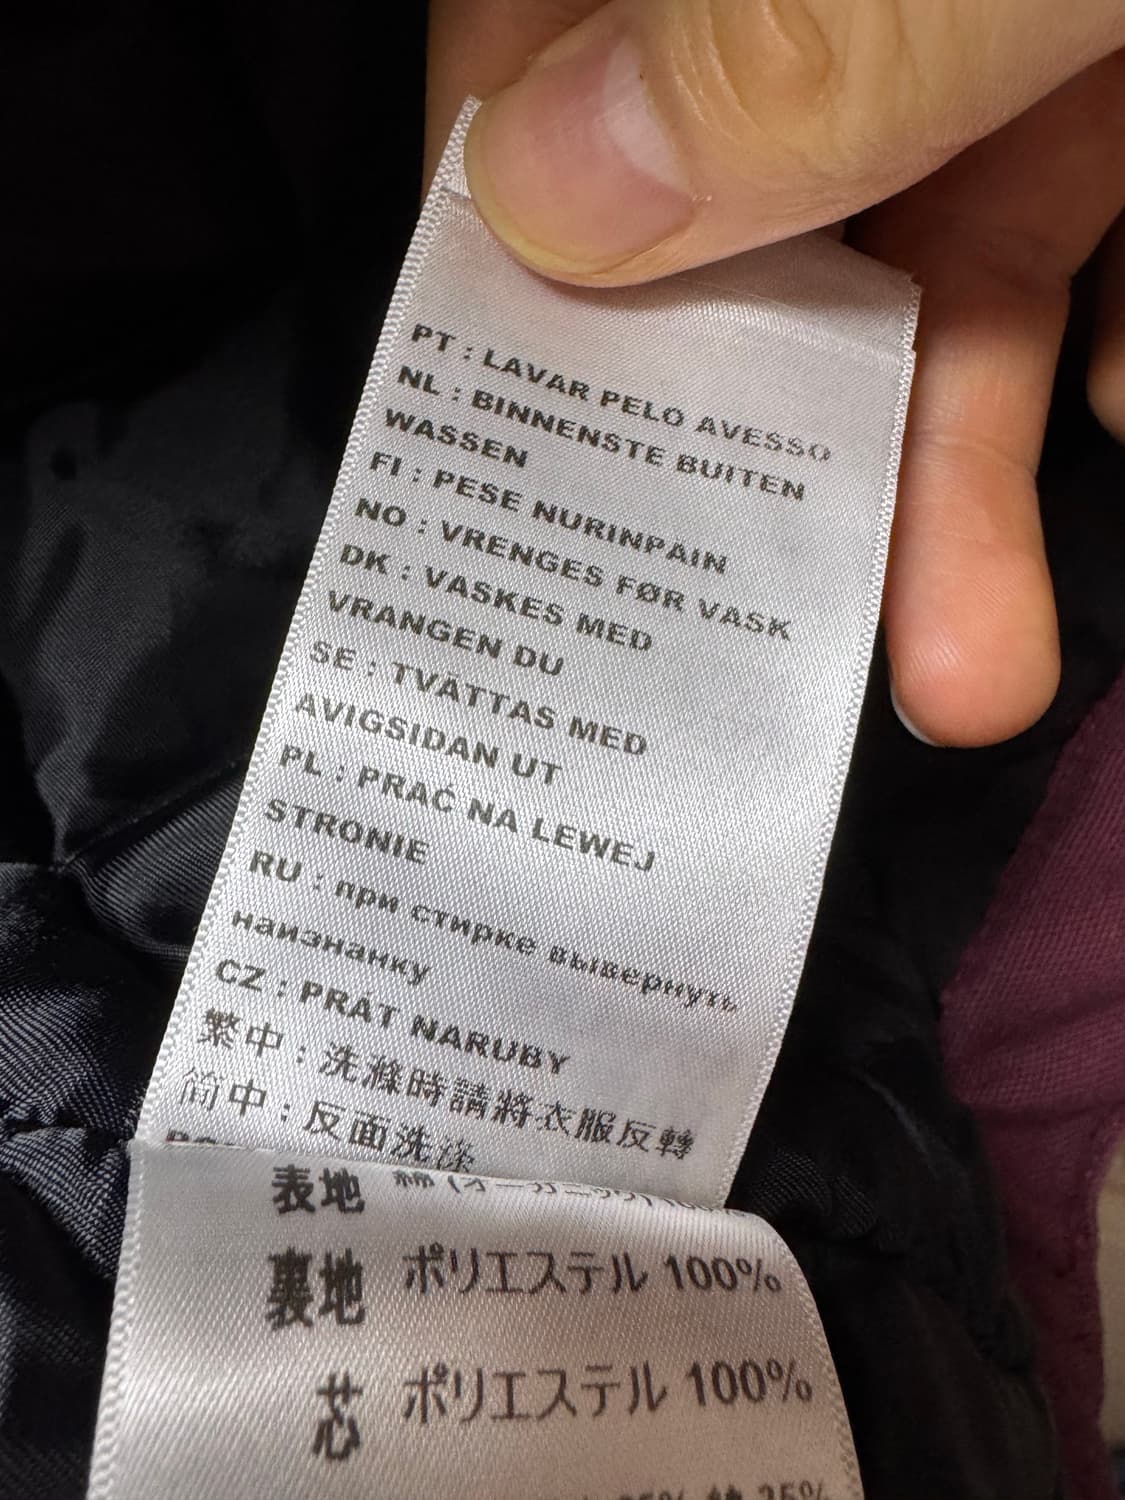 PT : LAVAR PELO AVESSO
NL : BINNENSTE BUITEN
WASSEN
FI : PESE NURINPAIN
NO : VRENGES FØR VASK
DK : VASKES MED
VRANGEN DU
SE : TVATTAS MED
AVIGSIDAN UT
PL : PRAĆ NA LEWEJ
STRONIE
RU : при стирке вывернуть
наизнанку
CZ : PRÁT NARUBY
繁中 : 洗滌時請將衣服反轉
简中 : 反面洗涤
表地
裏地 ポリエステル 100%
芯 ポリエステル 100%
35%